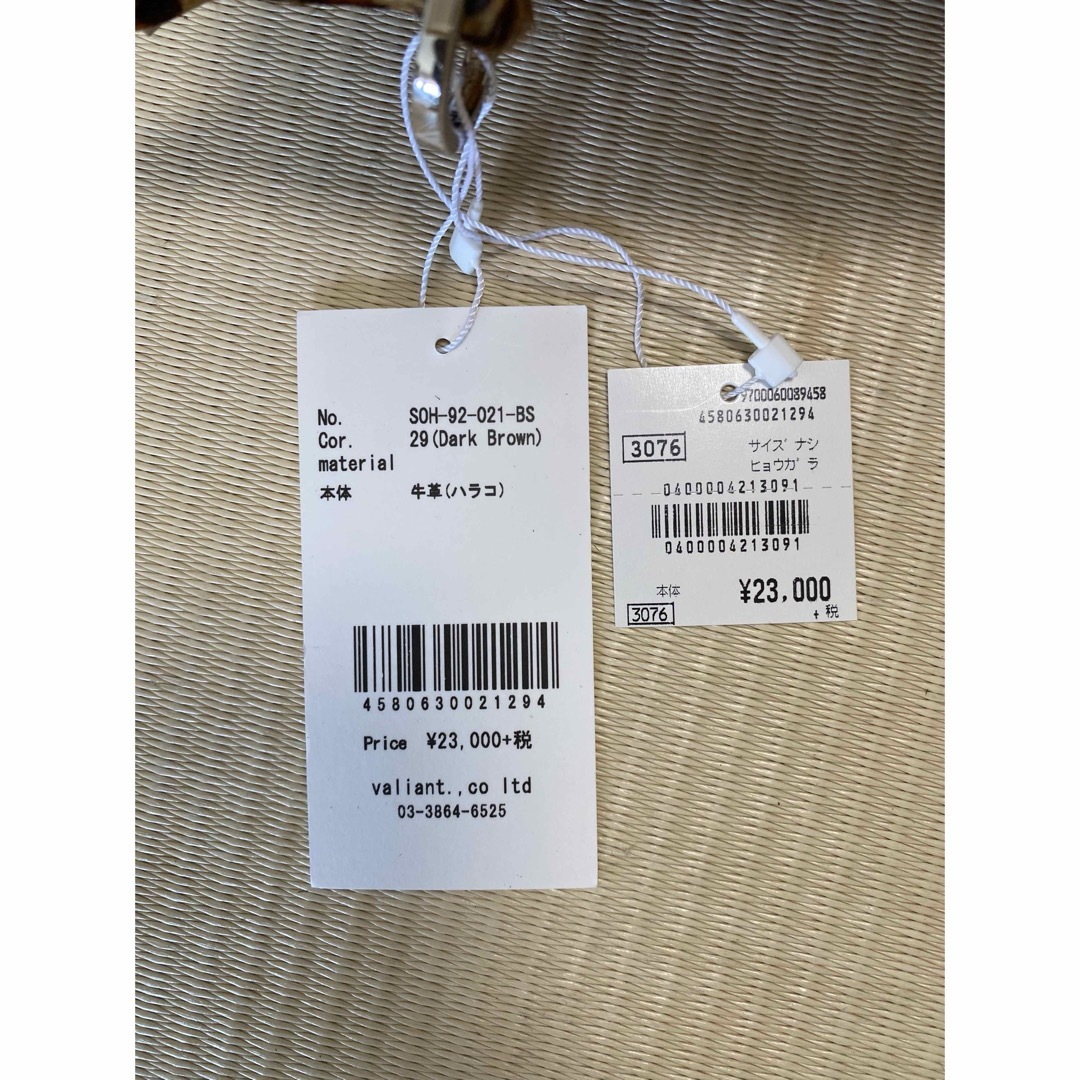 No. SOH-92-021-BS
Cor. 29(Dark Brown)
material
本体 牛革(ハラコ)
4580630021294
Price ¥23,000+税
valiant.,co ltd
03-3864-6525
9700060089458
4580630021294
3076 サイズ ナシ
ヒョウガラ
0400004213091
0400004213091
本体 ¥23,000
3076 + 税